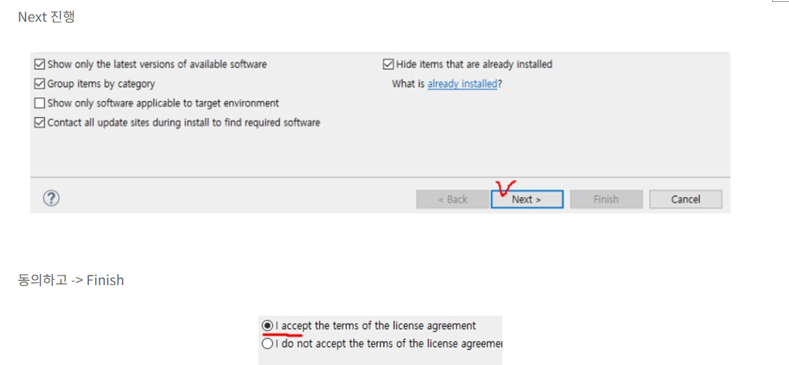 Next 진행
Show only the latest versions of available software
Hide items that are already installed
Group items by category
What is already installed?
Show only software applicable to target environment
Contact all update sites during install to find required software
?
< Back
Next >
Finish
Cancel
동의하고 -> Finish
I accept the terms of the license agreement
I do not accept the terms of the license agreemen